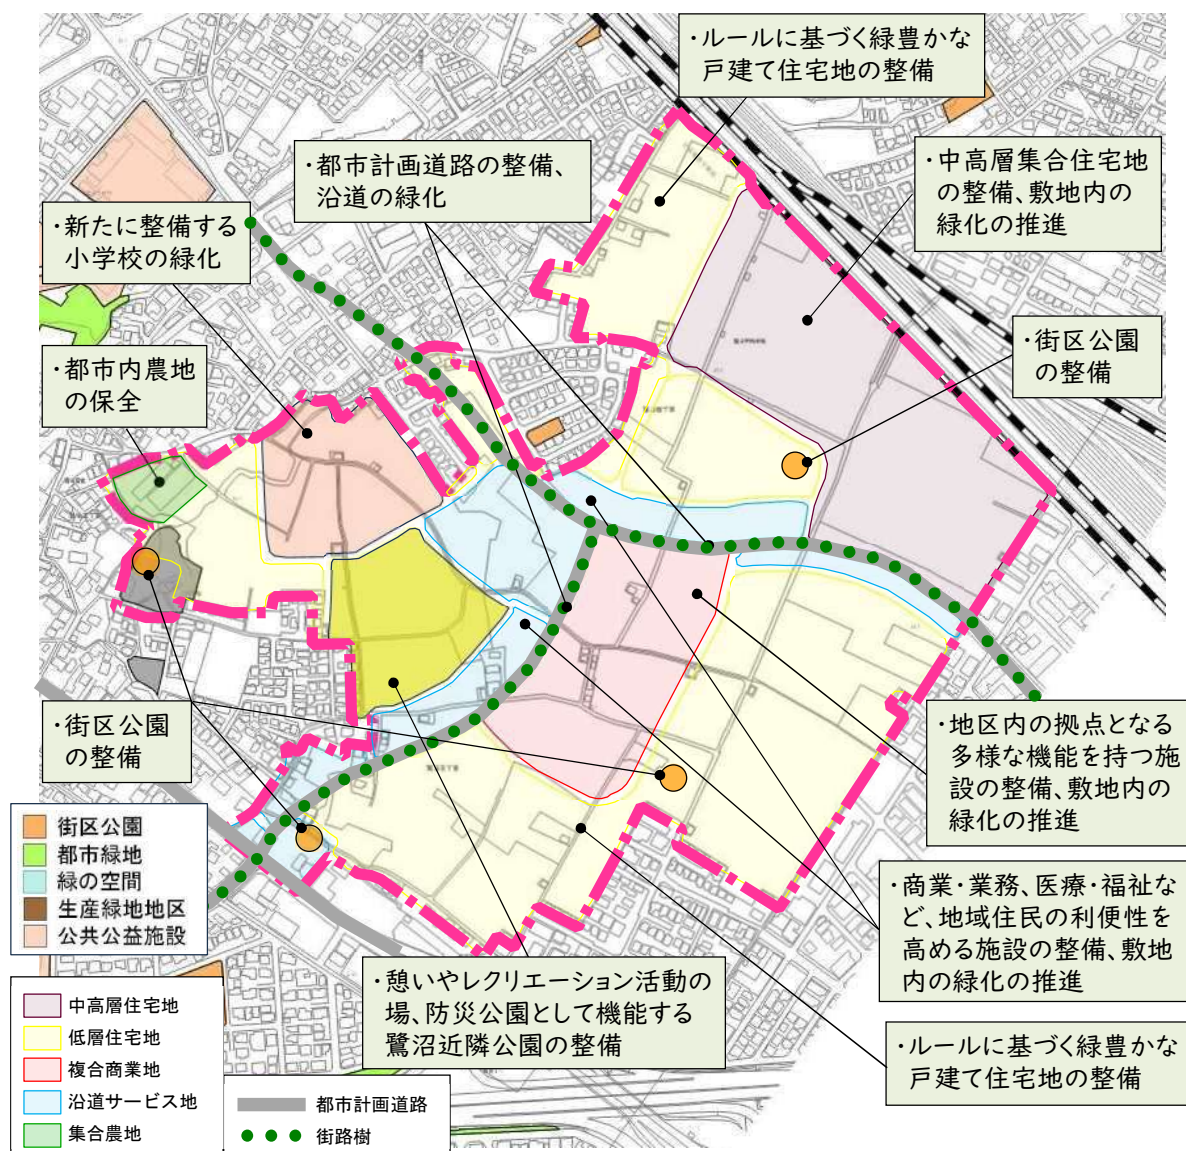 ・ルールに基づく緑豊かな
戸建て住宅地の整備
・都市計画道路の整備、
沿道の緑化
・中高層集合住宅地
の整備、敷地内の
緑化の推進
・新たに整備する
小学校の緑化
・街区公園
の整備
・都市内農地
の保全
・街区公園
の整備
・地区内の拠点となる
多様な機能を持つ施
設の整備、敷地内の
緑化の推進
・商業・業務、医療・福祉な
ど、地域住民の利便性を
高める施設の整備、敷地
内の緑化の推進
・憩いやレクリエーション活動の
場、防災公園として機能する
鷺沼近隣公園の整備
・ルールに基づく緑豊かな
戸建て住宅地の整備
街区公園
都市緑地
緑の空間
生産緑地地区
公共公益施設
中高層住宅地
低層住宅地
複合商業地
沿道サービス地
集合農地
都市計画道路
街路樹